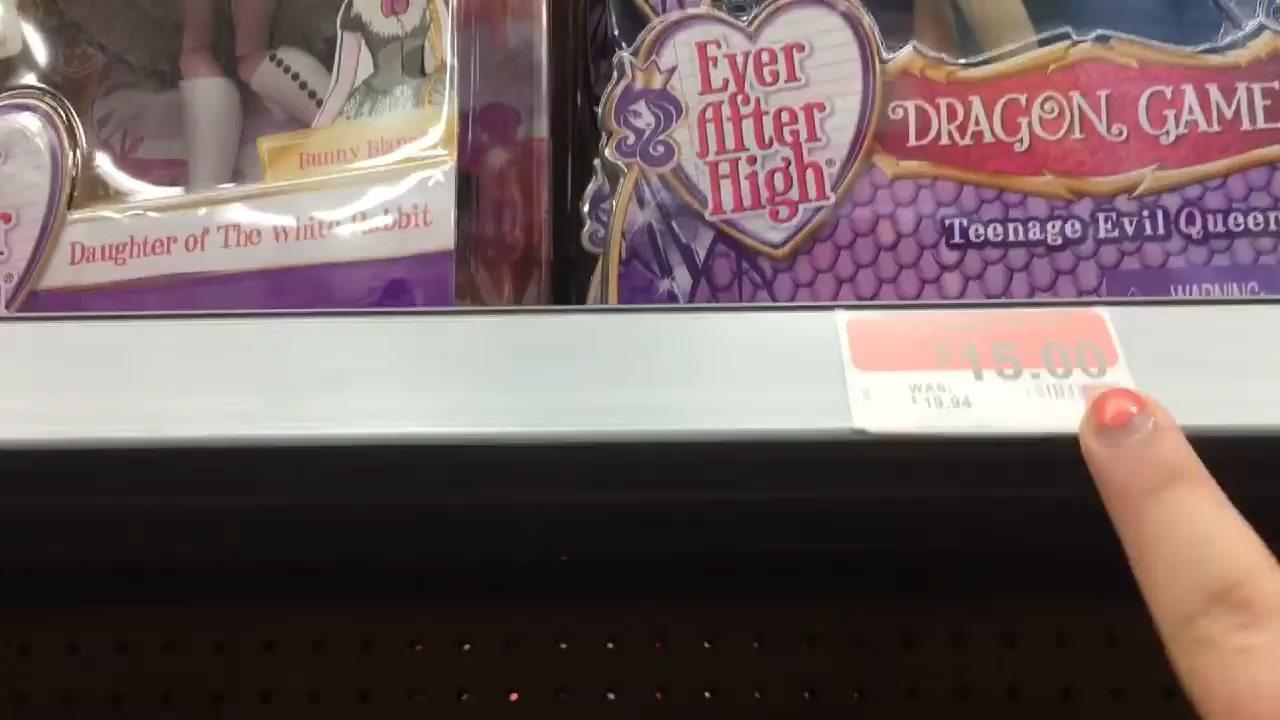 Bunny Blanc
Daughter of The White Rabbit
Ever
After
High®
DRAGON GAME
Teenage Evil Queen
WARNING:
$15.00
WAS:
$19.94